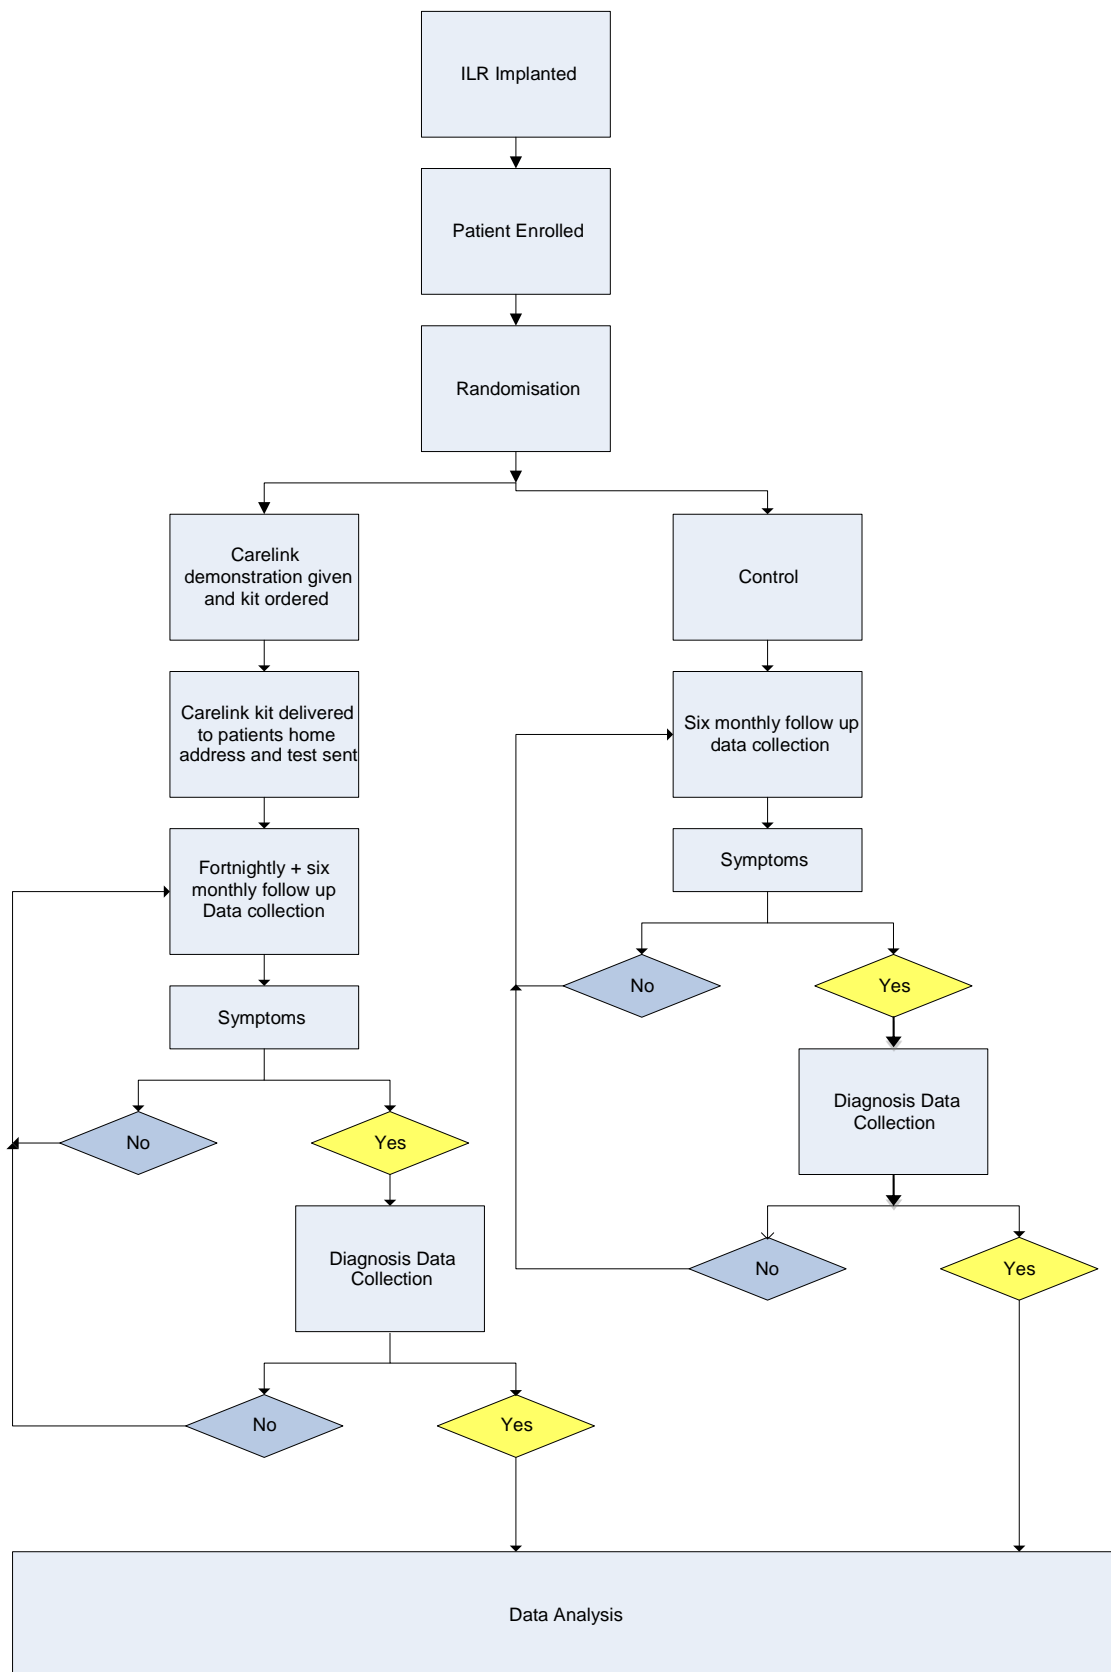 ILR Implanted
Patient Enrolled
Randomisation
Carelink
demonstration given
and kit ordered
Control
Carelink kit delivered
to patients home
address and test sent
Six monthly follow up
data collection
Fortnightly + six
monthly follow up
Data collection
Symptoms
No
Yes
Symptoms
Diagnosis Data
Collection
No
Yes
Diagnosis Data
Collection
No
Yes
No
Yes
Data Analysis